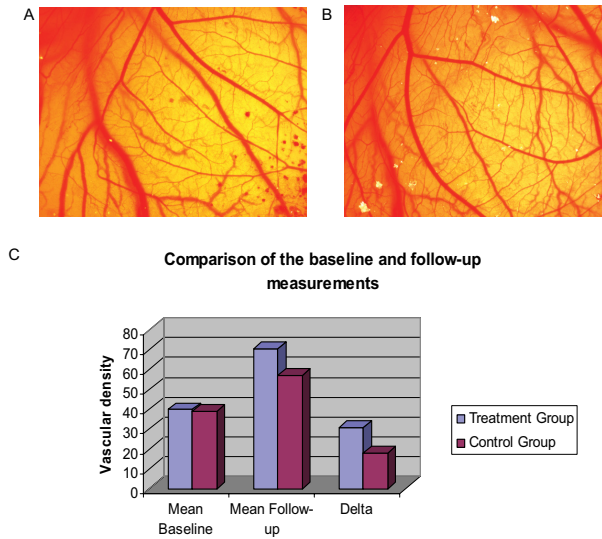 A
B
C
Comparison of the baseline and follow-up
measurements
Vascular density
80
70
60
50
40
30
20
10
0
Mean
Baseline
Mean Follow-
up
Delta
Treatment Group
Control Group